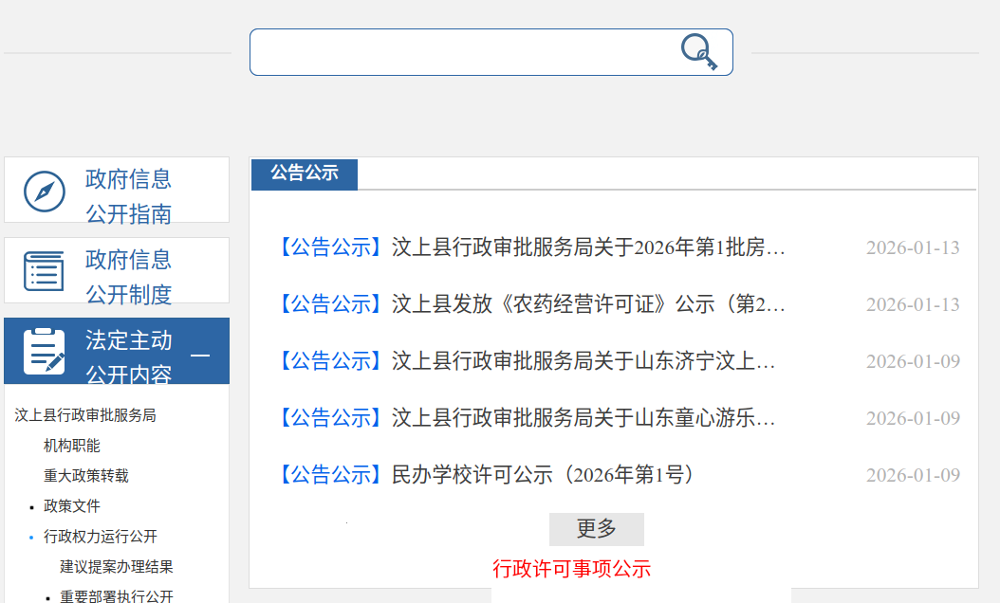 政府信息
公开指南
政府信息
公开制度
法定主动
公开内容
汶上县行政审批服务局
机构职能
重大政策转载
政策文件
行政权力运行公开
建议提案办理结果
重要部署执行公开
公告公示
【公告公示】汶上县行政审批服务局关于2026年第1批房… 2026-01-13
【公告公示】汶上县发放《农药经营许可证》公示（第2… 2026-01-13
【公告公示】汶上县行政审批服务局关于山东济宁汶上… 2026-01-09
【公告公示】汶上县行政审批服务局关于山东童心游乐… 2026-01-09
【公告公示】民办学校许可公示（2026年第1号） 2026-01-09
更多
行政许可事项公示